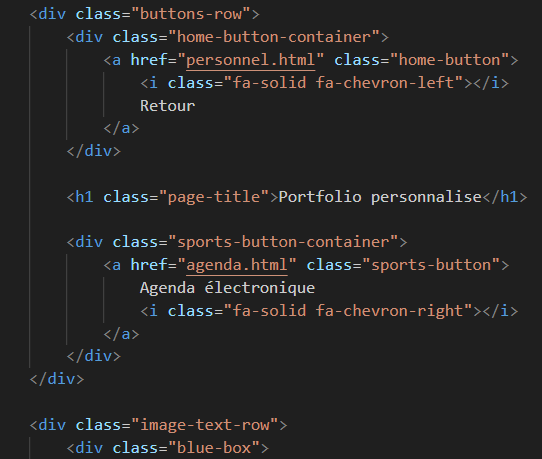 <div class="buttons-row">
<div class="home-button-container">
<a href="personnel.html" class="home-button">
<i class="fa-solid fa-chevron-left"></i>
Retour
</a>
</div>
<h1 class="page-title">Portfolio personnalise</h1>
<div class="sports-button-container">
<a href="agenda.html" class="sports-button">
Agenda électronique
<i class="fa-solid fa-chevron-right"></i>
</a>
</div>
</div>
<div class="image-text-row">
<div class="blue-box">